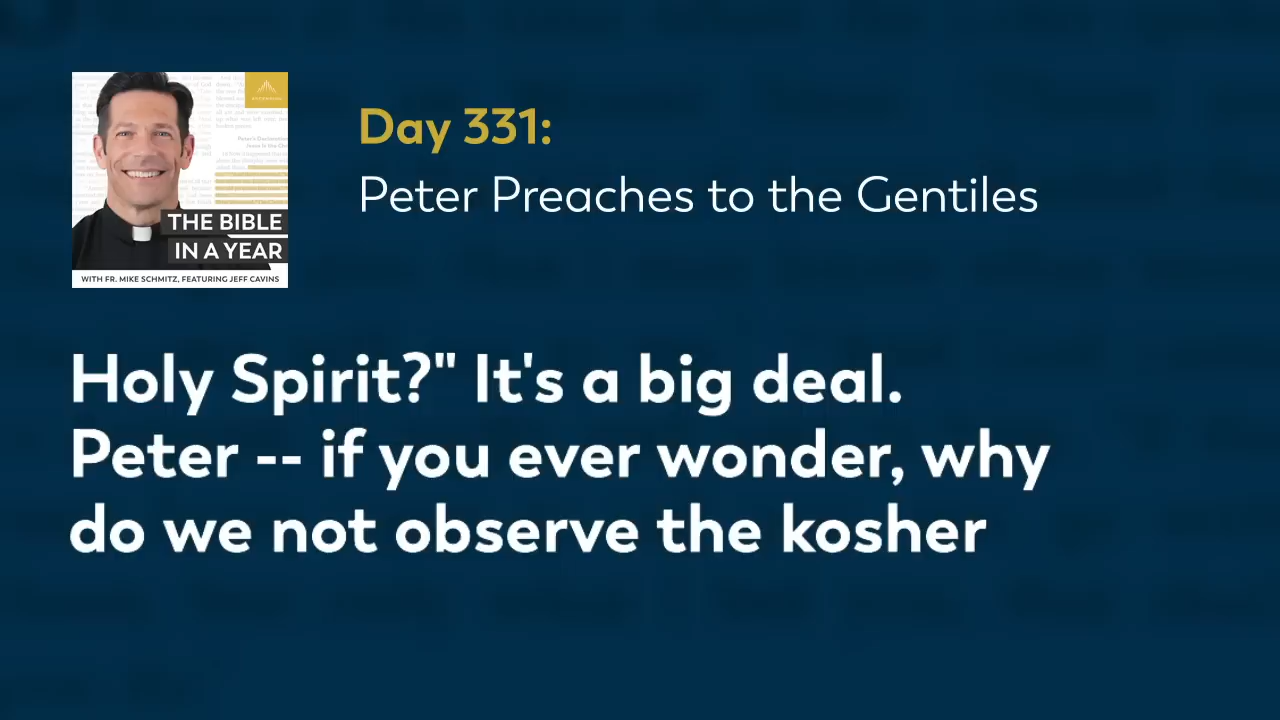 Day 331:
Peter Preaches to the Gentiles
THE BIBLE
IN A YEAR
WITH FR. MIKE SCHMITZ, FEATURING JEFF CAVINS
Holy Spirit?" It's a big deal.
Peter -- if you ever wonder, why
do we not observe the kosher